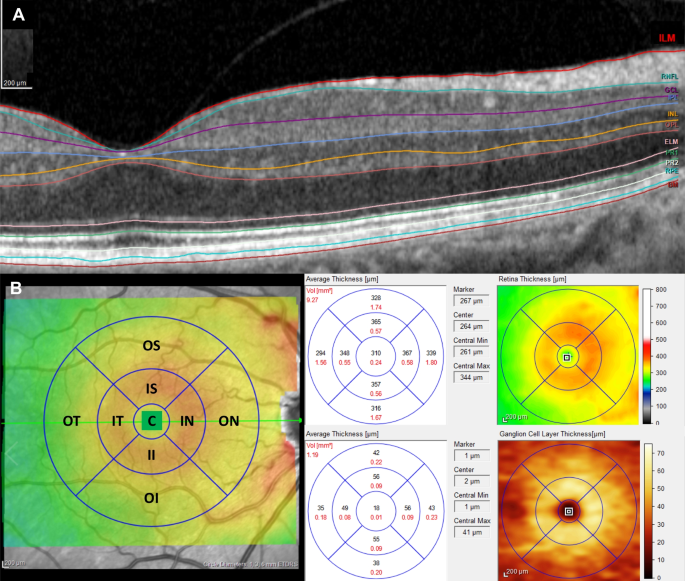 A
ILM
200 µm
RNFL
GCL
INL
OPL
ELM
PR1
PR2
RPE
BM
B
OS
IS
OT IT C IN ON
II
OI
200 µm
Circle Diameters: 1, 3, 6 mm ETDRS
Average Thickness [µm]
Vol [mm³]
9.27
328
1.74
365
0.57
294 348 310 367 339
1.56 0.55 0.24 0.58 1.80
357
0.56
316
1.67
Marker
267 µm
Center
264 µm
Central Min
261 µm
Central Max
344 µm
Retina Thickness [µm]
200 µm
800
700
600
500
400
300
200
100
0
Average Thickness [µm]
Vol [mm³]
1.19
42
0.22
56
0.09
35 49 18 56 43
0.18 0.08 0.01 0.09 0.23
55
0.09
38
0.20
Marker
1 µm
Center
2 µm
Central Min
1 µm
Central Max
41 µm
Ganglion Cell Layer Thickness[µm]
200 µm
70
60
50
40
30
20
10
0